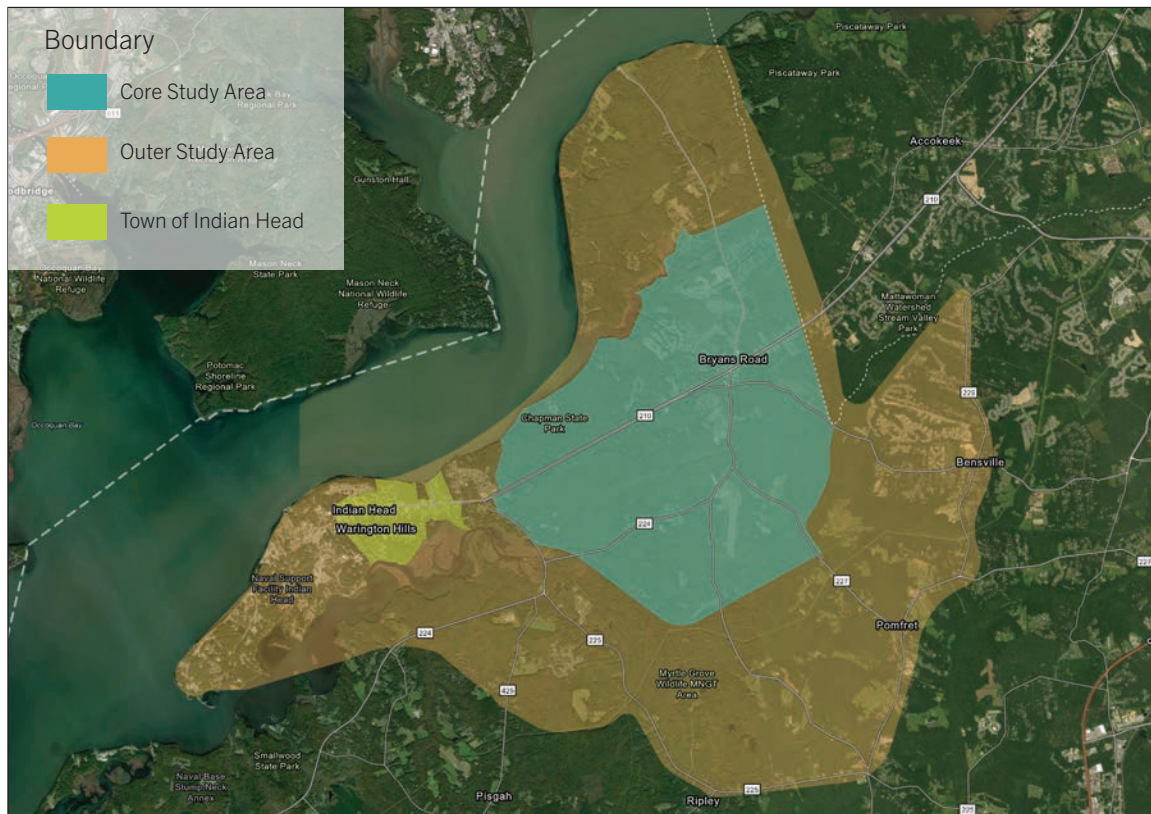 Boundary
Core Study Area
Outer Study Area
Town of Indian Head
Piscataway Park
Piscataway Park
Accokeek
210
Gunston Hall
Mason Neck
State Park
Mason Neck
National Wildlife
Refuge
Occoquan Bay
National Wildlife
Refuge
Potomac
Shoreline
Regional Park
Occoquan Bay
Mattawoman
Watershed
Stream Valley
Park
Bryans Road
228
Chapman State
Park
210
Bensville
Indian Head
Warington Hills
224
Naval Support
Facility Indian
Head
227
227
Pomfret
224
225
Myrtle Grove
Wildlife MNGT
Area
429
Smallwood
State Park
Naval Base
Stump Neck
Annex
Pisgah
Ripley
225
225